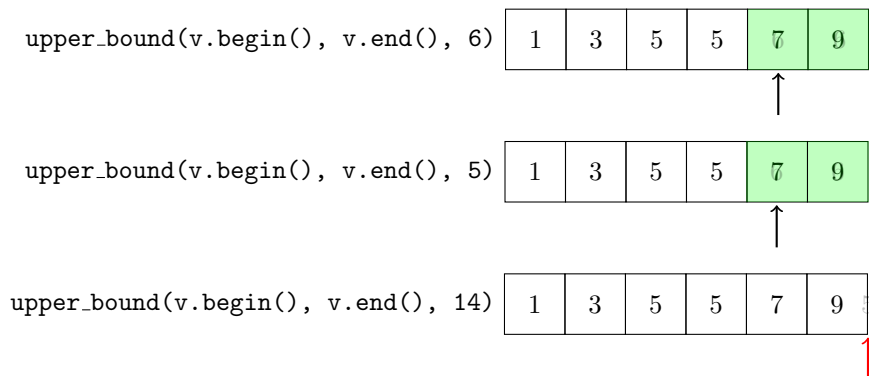 upper_bound(v.begin(), v.end(), 6) 1 3 5 5 7 9
upper_bound(v.begin(), v.end(), 5) 1 3 5 5 7 9
upper_bound(v.begin(), v.end(), 14) 1 3 5 5 7 9